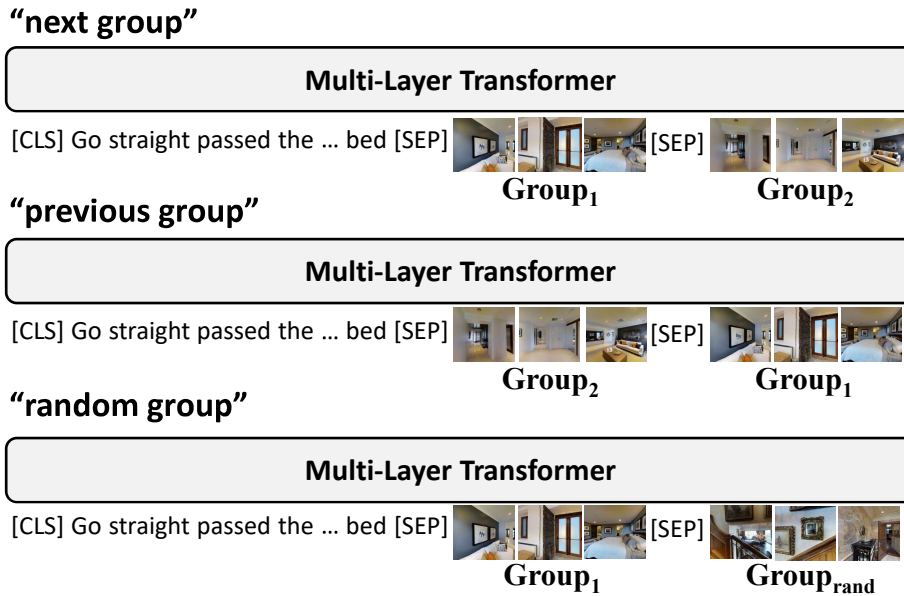 “next group”
Multi-Layer Transformer
[CLS] Go straight passed the ... bed [SEP] [SEP]
Group₁ Group₂
“previous group”
Multi-Layer Transformer
[CLS] Go straight passed the ... bed [SEP] [SEP]
Group₂ Group₁
“random group”
Multi-Layer Transformer
[CLS] Go straight passed the ... bed [SEP] [SEP]
Group₁ Group_rand